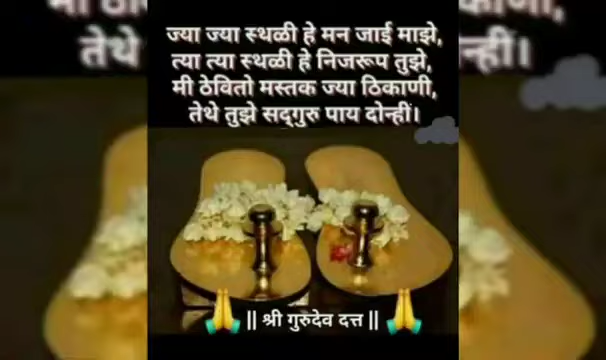 ज्या ज्या स्थळी हे मन जाई माझे,
त्या त्या स्थळी हे निजरूप तुझे,
मी ठेवितो मस्तक ज्या ठिकाणी,
तेथे तुझे सद्गुरु पाय दोन्हीं।
|| श्री गुरुदेव दत्त ||